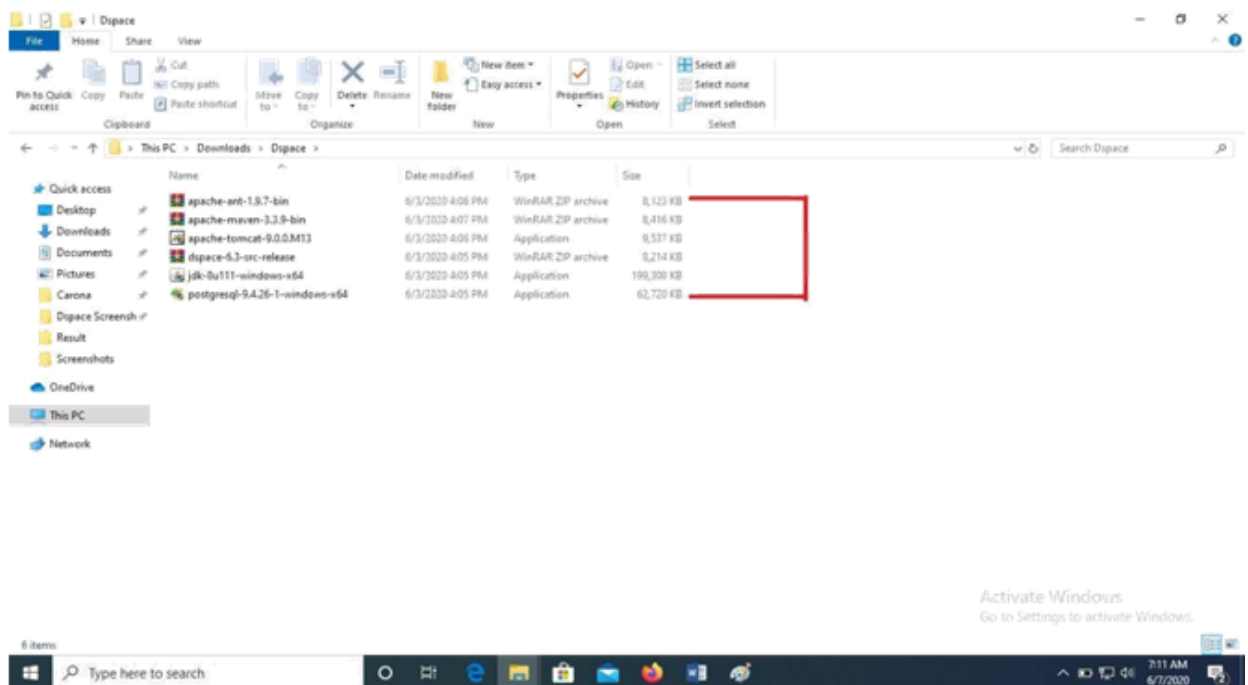 Dspace
File Home Share View
Pin to Quick access
Copy
Paste
Cut
Copy path
Paste shortcut
Clipboard
Move to
Copy to
Delete
Rename
Organize
New folder
New item
Easy access
New
Properties
Open
Edit
History
Open
Select all
Select none
Invert selection
Select
This PC > Downloads > Dspace >
Search Dspace
Name Date modified Type Size
apache-ant-1.9.7-bin 6/3/2020 4:06 PM WinRAR ZIP archive 8,123 KB
apache-maven-3.3.9-bin 6/3/2020 4:07 PM WinRAR ZIP archive 8,416 KB
apache-tomcat-9.0.0.M13 6/3/2020 4:06 PM Application 9,537 KB
dspace-6.3-src-release 6/3/2020 4:05 PM WinRAR ZIP archive 8,214 KB
jdk-8u111-windows-x64 6/3/2020 4:05 PM Application 199,308 KB
postgresql-9.4.26-1-windows-x64 6/3/2020 4:05 PM Application 62,720 KB
Quick access
Desktop
Downloads
Documents
Pictures
Carona
Dspace Screensh
Result
Screenshots
OneDrive
This PC
Network
Activate Windows
Go to Settings to activate Windows.
6 items
Type here to search
7:11 AM
6/7/2020